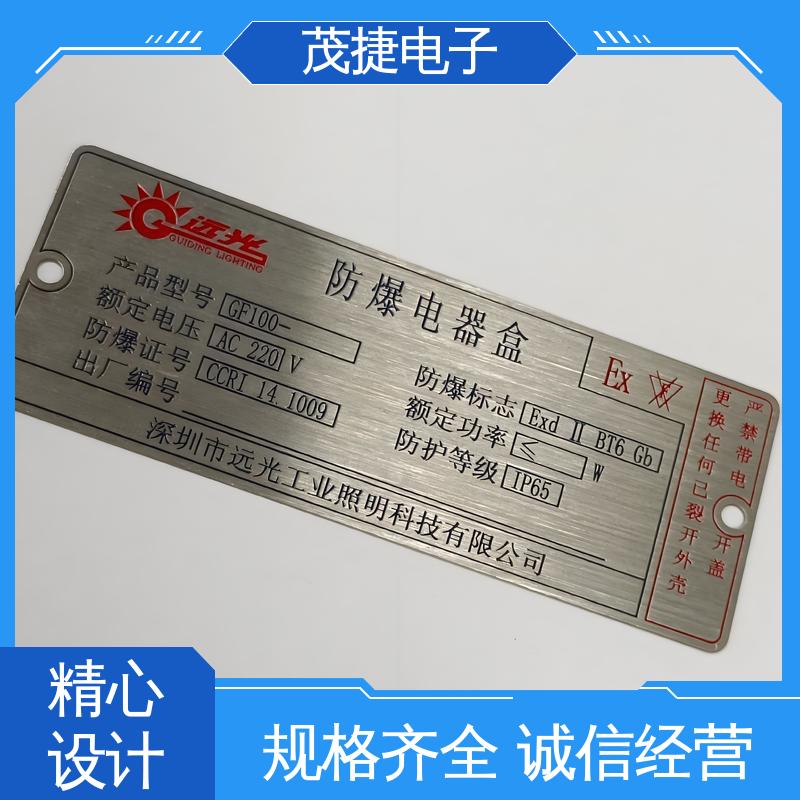 茂捷电子
远光
GUIDING LIGHTING
防爆电器盒
产品型号 GF100-
额定电压 AC 220 V
防爆证号 CCRI 14.1009
出厂编号
防爆标志 Exd II BT6 Gb
额定功率 ≤ W
防护等级 IP65
深圳市远光工业照明科技有限公司
Ex
严禁带电开盖
更换任何已裂开外壳
精心
设计
规格齐全 诚信经营